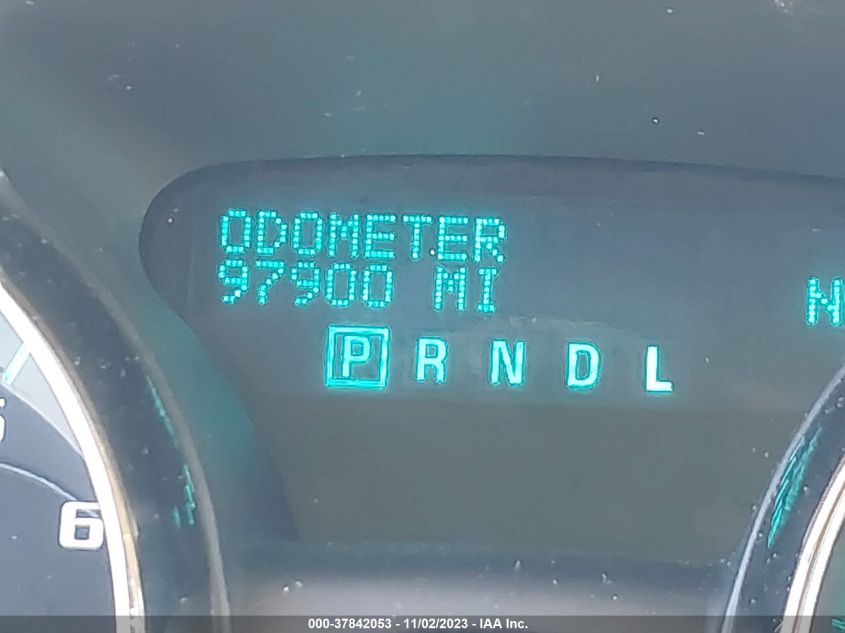 ODOMETER
97900 MI
N
P R N D L
6
000-37842053 - 11/02/2023 - IAA Inc.